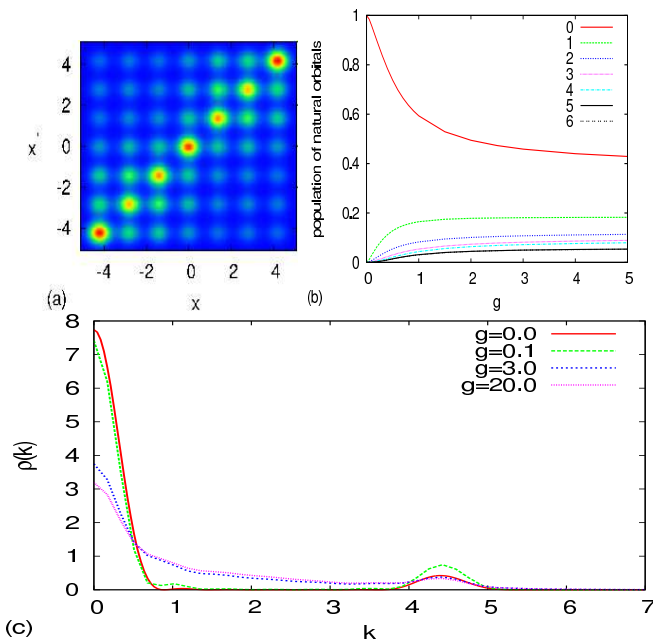 4
2
0
-2
-4
x'
-4 -2 0 2 4
x
(a)
population of natural orbitals
1
0.8
0.6
0.4
0.2
0
0 1 2 3 4 5
g
(b)
0
1
2
3
4
5
6
8
7
6
5
4
3
2
1
0
ρ(k)
g=0.0
g=0.1
g=3.0
g=20.0
0 1 2 3 4 5 6 7
k
(c)